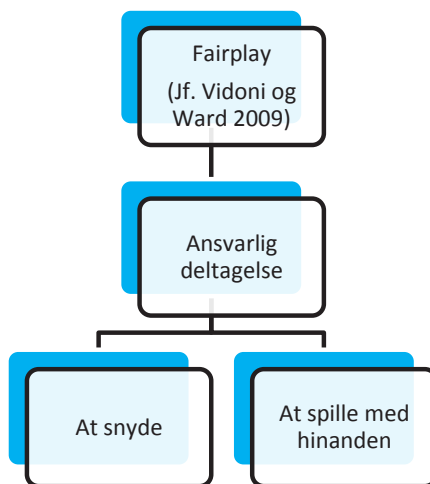 Fairplay
(Jf. Vidoni og
Ward 2009)
Ansvarlig
deltagelse
At snyde
At spille med
hinanden